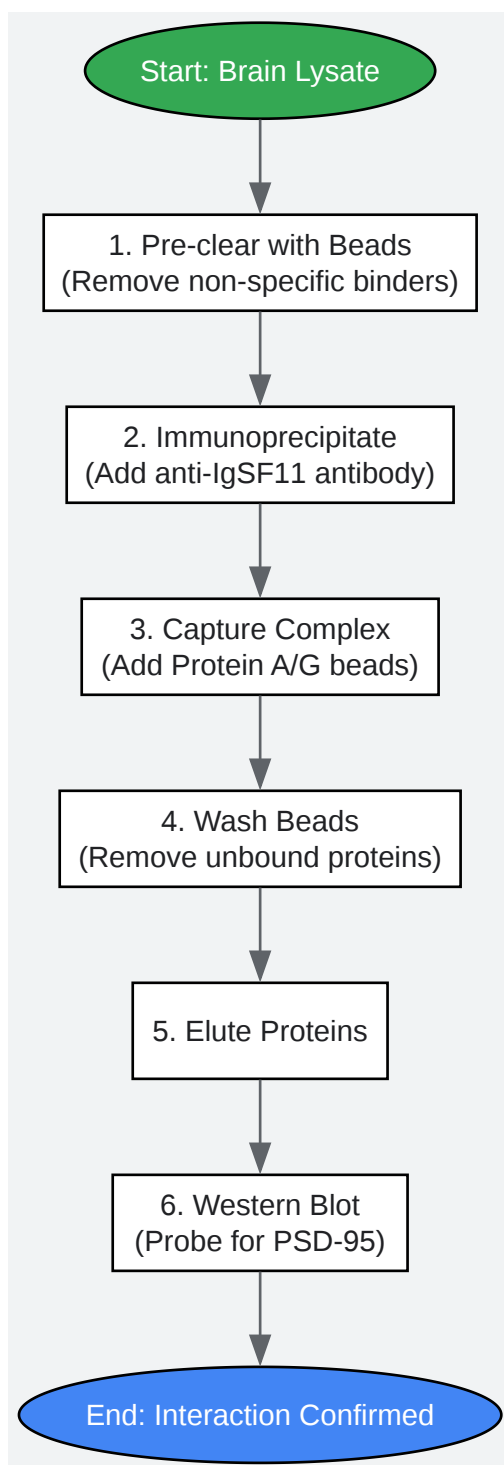 Start: Brain Lysate
1. Pre-clear with Beads
(Remove non-specific binders)
2. Immunoprecipitate
(Add anti-IgSF11 antibody)
3. Capture Complex
(Add Protein A/G beads)
4. Wash Beads
(Remove unbound proteins)
5. Elute Proteins
6. Western Blot
(Probe for PSD-95)
End: Interaction Confirmed